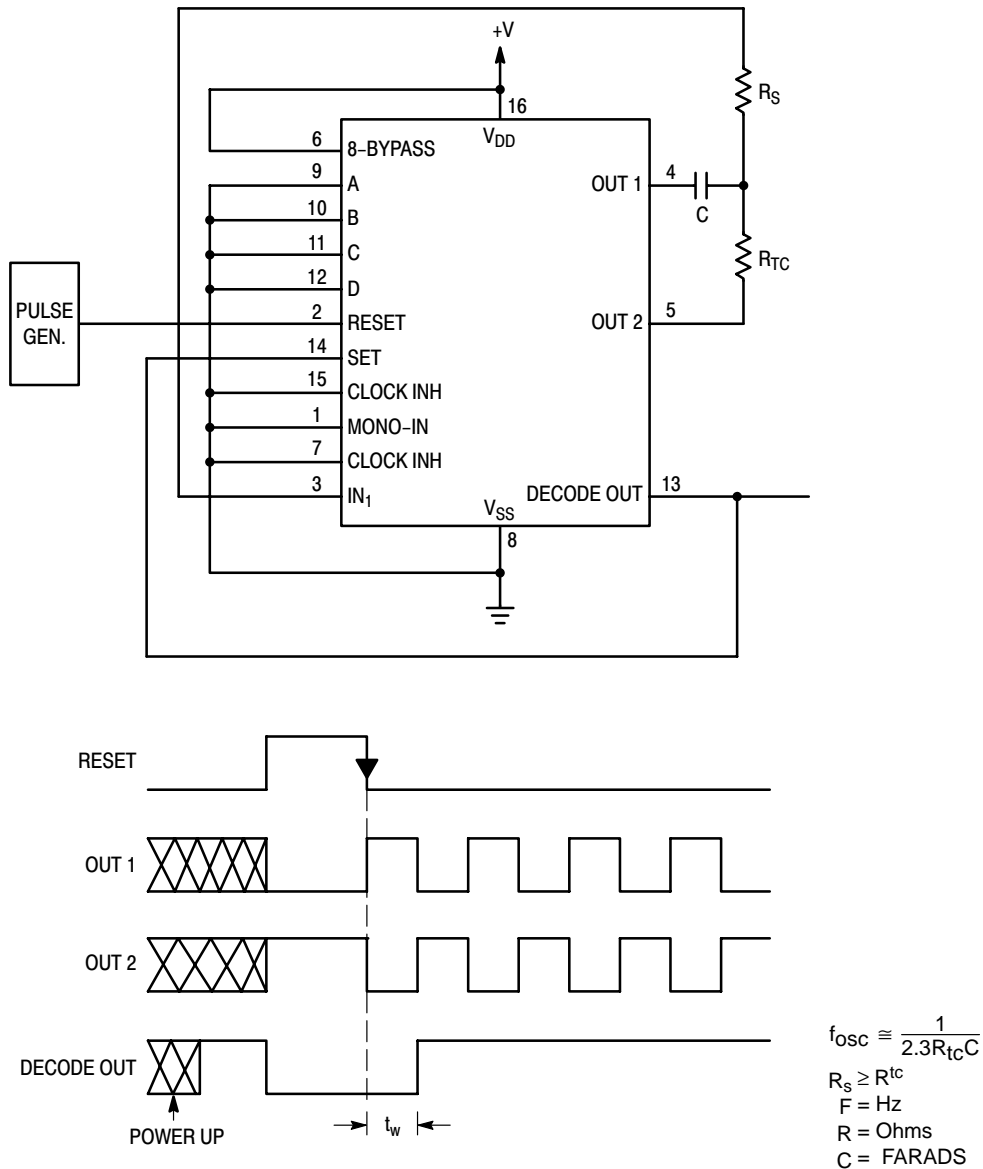 +V
RS
16
VDD
6
8–BYPASS
9
A
OUT 1
4
C
10
B
11
C
RTC
12
D
PULSE
GEN.
2
RESET
OUT 2
5
14
SET
15
CLOCK INH
1
MONO–IN
7
CLOCK INH
3
IN1
DECODE OUT
13
VSS
8
RESET
OUT 1
OUT 2
DECODE OUT
POWER UP
tw
fosc ≅ 1/2.3RtcC
Rs ≥ Rtc
F = Hz
R = Ohms
C = FARADS